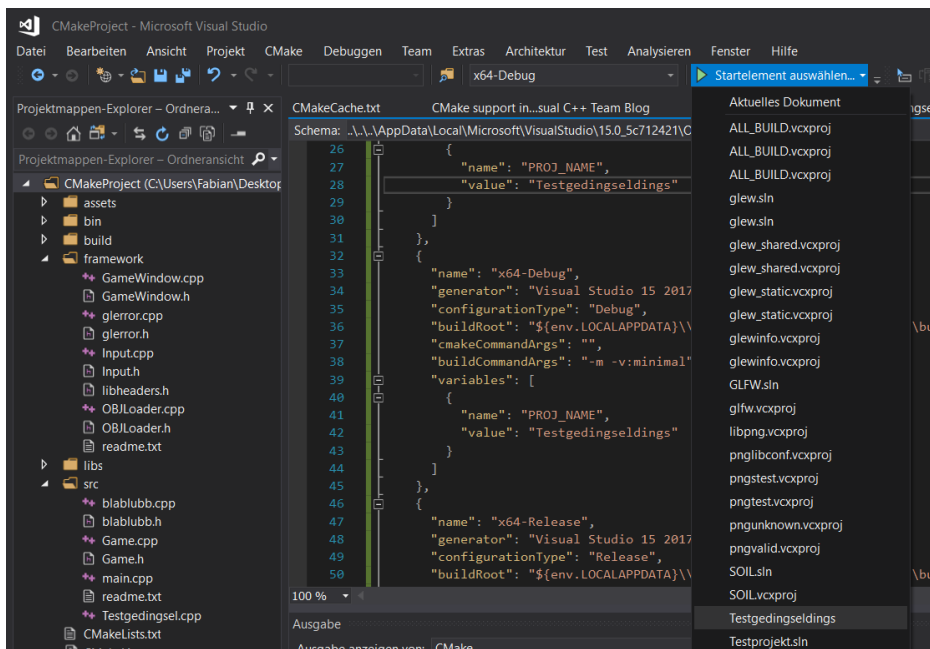 CMakeProject - Microsoft Visual Studio
Datei Bearbeiten Ansicht Projekt CMake Debuggen Team Extras Architektur Test Analysieren Fenster Hilfe
x64-Debug Startelement auswählen...
Projektmappen-Explorer – Ordnera...
Projektmappen-Explorer – Ordneransicht
CMakeProject (C:\Users\Fabian\Desktop
assets
bin
build
framework
GameWindow.cpp
GameWindow.h
glerror.cpp
glerror.h
Input.cpp
Input.h
libheaders.h
OBJLoader.cpp
OBJLoader.h
readme.txt
libs
src
blablubb.cpp
blablubb.h
Game.cpp
Game.h
main.cpp
readme.txt
Testgedingsel.cpp
CMakeLists.txt
CMakeCache.txt CMake support in...sual C++ Team Blog
Schema: ..\..\..\AppData\Local\Microsoft\VisualStudio\15.0_5c712421\O
26 {
27 "name": "PROJ_NAME",
28 "value": "Testgedingseldings"
29 }
30 ]
31 },
32 {
33 "name": "x64-Debug",
34 "generator": "Visual Studio 15 2017
35 "configurationType": "Debug",
36 "buildRoot": "${env.LOCALAPPDATA}\\
37 "cmakeCommandArgs": "",
38 "buildCommandArgs": "-m -v:minimal"
39 "variables": [
40 {
41 "name": "PROJ_NAME",
42 "value": "Testgedingseldings"
43 }
44 ]
45 },
46 {
47 "name": "x64-Release",
48 "generator": "Visual Studio 15 2017
49 "configurationType": "Release",
50 "buildRoot": "${env.LOCALAPPDATA}\\
100 %
Ausgabe
Ausgabe anzeigen von: CMake
Aktuelles Dokument
ALL_BUILD.vcxproj
ALL_BUILD.vcxproj
ALL_BUILD.vcxproj
glew.sln
glew.sln
glew_shared.vcxproj
glew_shared.vcxproj
glew_static.vcxproj
glew_static.vcxproj
glewinfo.vcxproj
glewinfo.vcxproj
GLFW.sln
glfw.vcxproj
libpng.vcxproj
pnglibconf.vcxproj
pngstest.vcxproj
pngtest.vcxproj
pngunknown.vcxproj
pngvalid.vcxproj
SOIL.sln
SOIL.vcxproj
Testgedingseldings
Testprojekt.sln